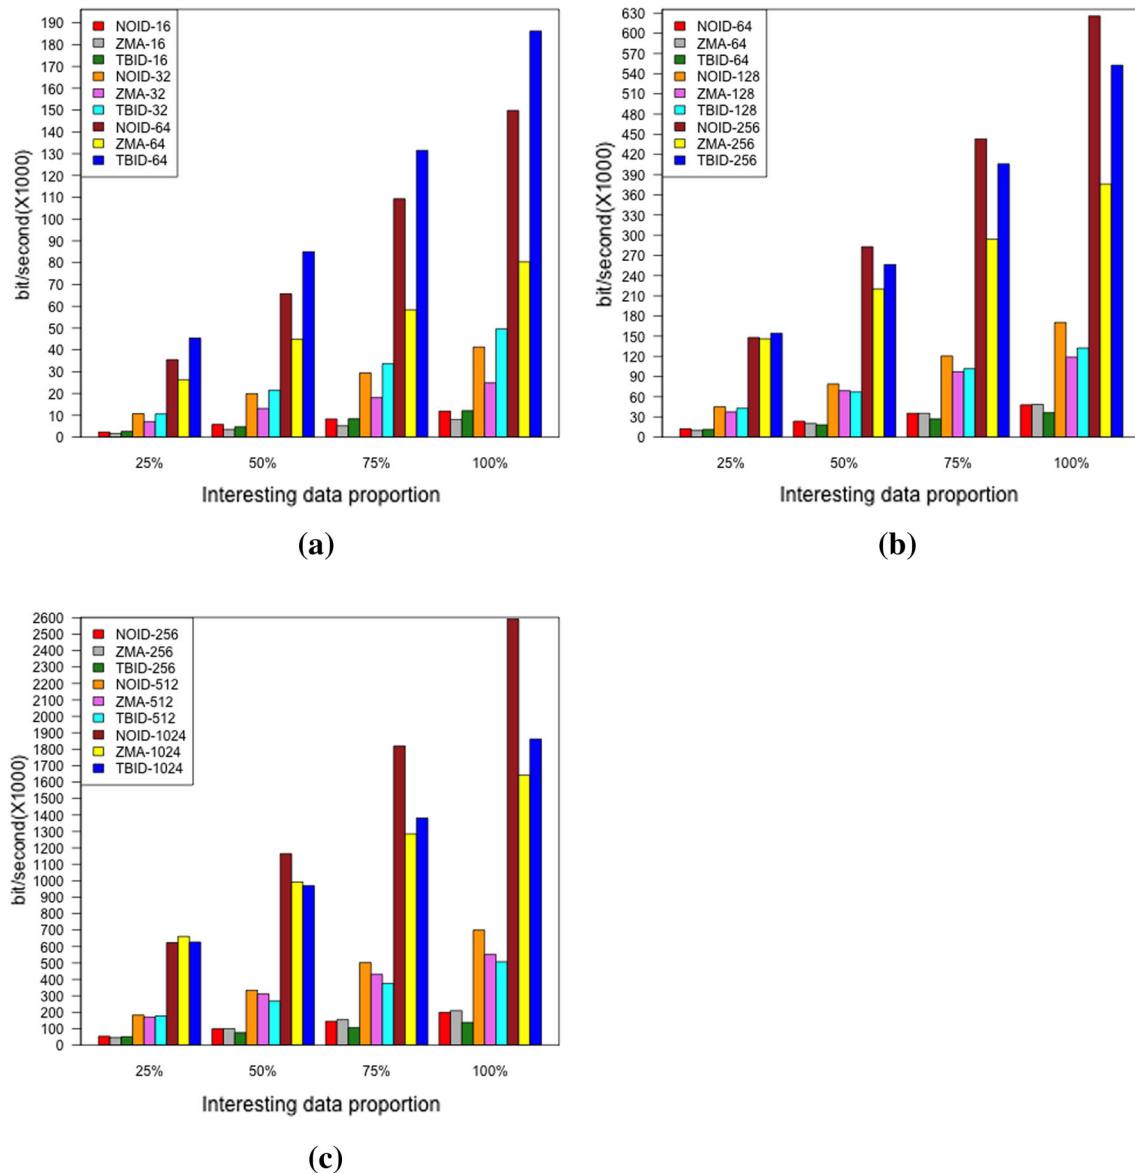 190
180
170
160
150
140
130
120
110
100
90
80
70
60
50
40
30
20
10
0
bit/second(X1000)
NOID-16
ZMA-16
TBID-16
NOID-32
ZMA-32
TBID-32
NOID-64
ZMA-64
TBID-64
25% 50% 75% 100%
Interesting data proportion
(a)
630
600
570
540
510
480
450
420
390
360
330
300
270
240
210
180
150
120
90
60
30
0
bit/second(X1000)
NOID-64
ZMA-64
TBID-64
NOID-128
ZMA-128
TBID-128
NOID-256
ZMA-256
TBID-256
25% 50% 75% 100%
Interesting data proportion
(b)
2600
2500
2400
2300
2200
2100
2000
1900
1800
1700
1600
1500
1400
1300
1200
1100
1000
900
800
700
600
500
400
300
200
100
0
bit/second(X1000)
NOID-256
ZMA-256
TBID-256
NOID-512
ZMA-512
TBID-512
NOID-1024
ZMA-1024
TBID-1024
25% 50% 75% 100%
Interesting data proportion
(c)